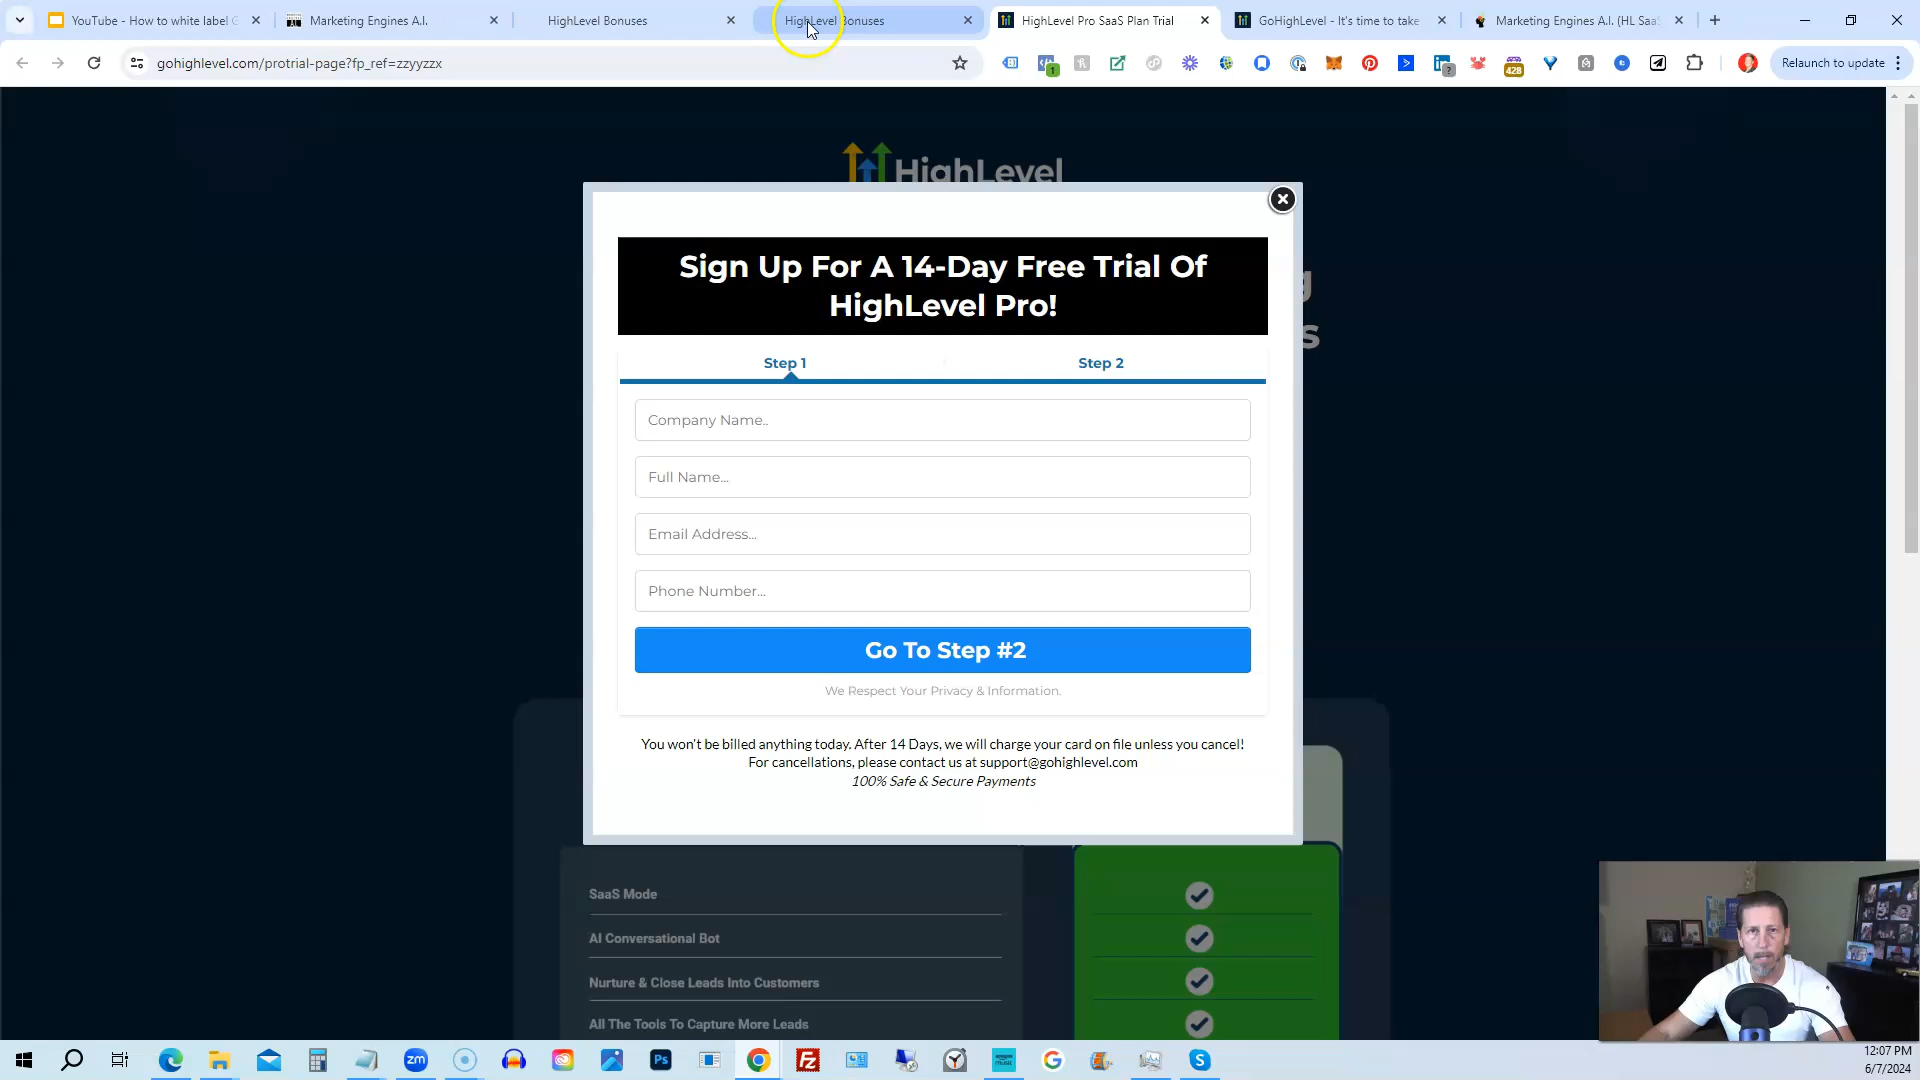 YouTube - How to white label G
Marketing Engines A.I.
HighLevel Bonuses
HighLevel Bonuses
HighLevel Pro SaaS Plan Trial
GoHighLevel - It's time to take
Marketing Engines A.I. (HL SaaS
gohighlevel.com/protrial-page?fp_ref=zzyyzzx
1
428
Relaunch to update
HighLevel
Sign Up For A 14-Day Free Trial Of
HighLevel Pro!
Step 1
Step 2
Company Name..
Full Name...
Email Address...
Phone Number...
Go To Step #2
We Respect Your Privacy & Information.
You won't be billed anything today. After 14 Days, we will charge your card on file unless you cancel!
For cancellations, please contact us at support@gohighlevel.com
100% Safe & Secure Payments
SaaS Mode
AI Conversational Bot
Nurture & Close Leads Into Customers
All The Tools To Capture More Leads
zm
Ps
12:07 PM
6/7/2024